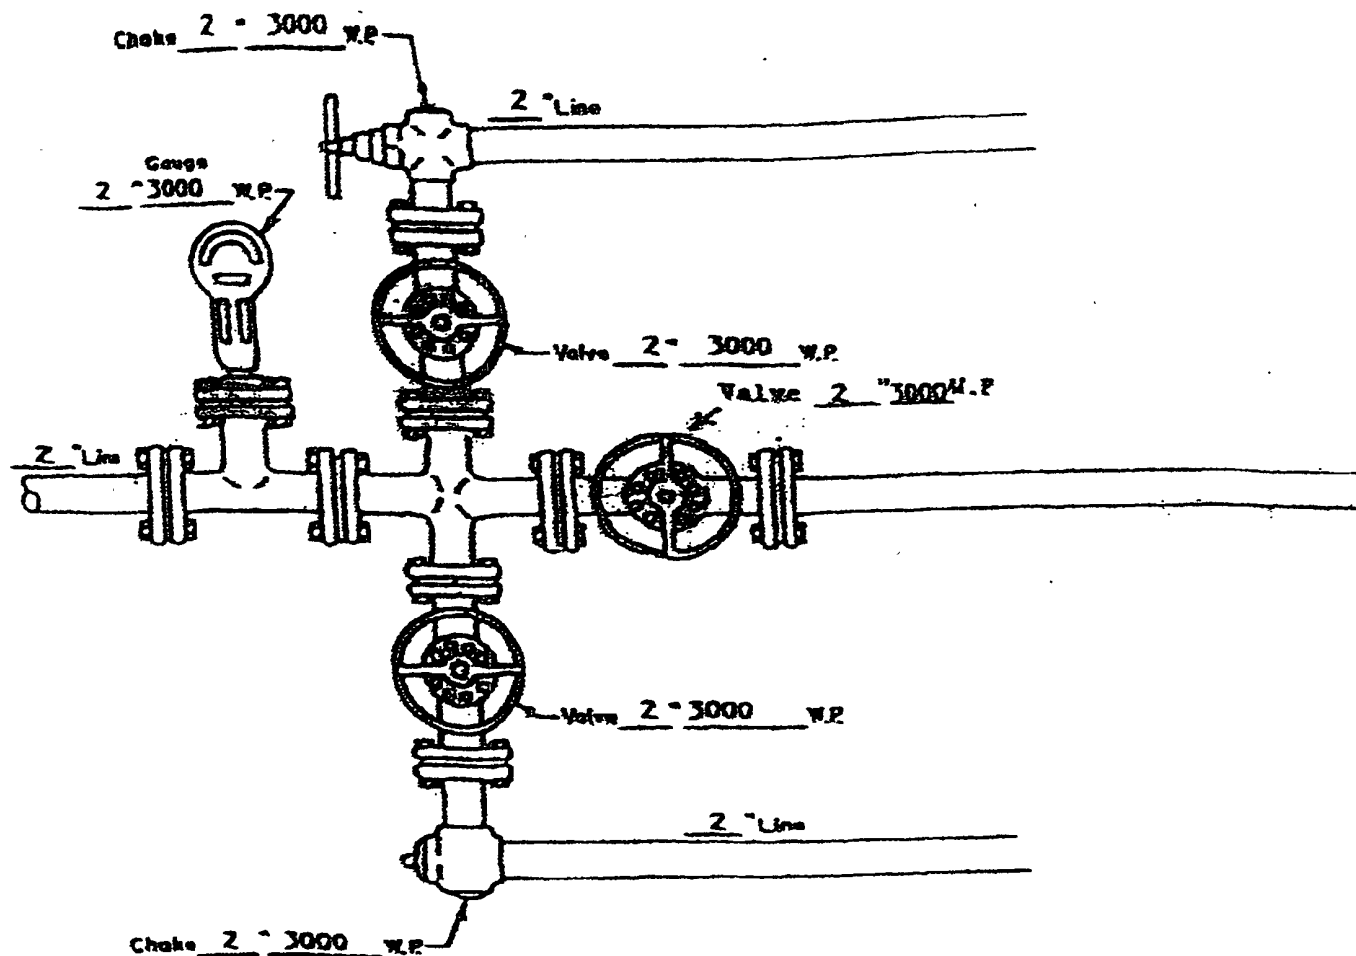 Choke 2 " 3000 W.P.
2 " Line
Gauge
2 " 3000 W.P.
Valve 2 " 3000 W.P.
Valve 2 " 3000 W.P
2 " Line
Valve 2 " 3000 W.P.
2 " Line
Choke 2 " 3000 W.P.